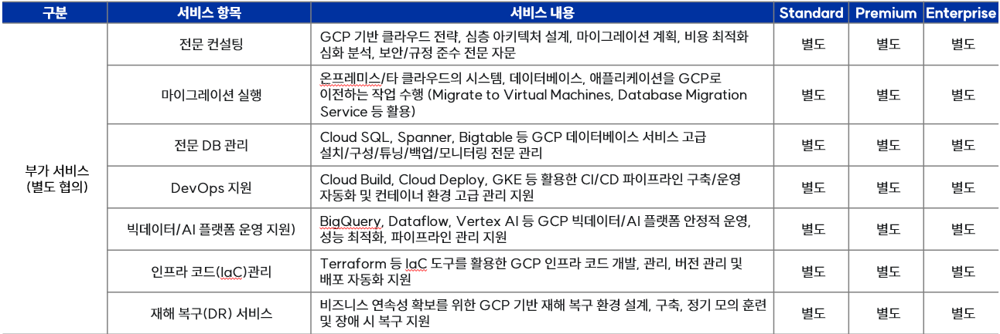 구분 서비스 항목 서비스 내용 Standard Premium Enterprise
부가 서비스
(별도 협의)
전문 컨설팅
GCP 기반 클라우드 전략, 심층 아키텍처 설계, 마이그레이션 계획, 비용 최적화
심화 분석, 보안/규정 준수 전문 자문
별도 별도 별도
마이그레이션 실행
온프레미스/타 클라우드의 시스템, 데이터베이스, 애플리케이션을 GCP로
이전하는 작업 수행 (Migrate to Virtual Machines, Database Migration
Service 등 활용)
별도 별도 별도
전문 DB 관리
Cloud SQL, Spanner, Bigtable 등 GCP 데이터베이스 서비스 고급
설치/구성/튜닝/백업/모니터링 전문 관리
별도 별도 별도
DevOps 지원
Cloud Build, Cloud Deploy, GKE 등 활용한 CI/CD 파이프라인 구축/운영
자동화 및 컨테이너 환경 고급 관리 지원
별도 별도 별도
빅데이터/AI 플랫폼 운영 지원)
BigQuery, Dataflow, Vertex AI 등 GCP 빅데이터/AI 플랫폼 안정적 운영,
성능 최적화, 파이프라인 관리 지원
별도 별도 별도
인프라 코드(IaC)관리
Terraform 등 IaC 도구를 활용한 GCP 인프라 코드 개발, 관리, 버전 관리 및
배포 자동화 지원
별도 별도 별도
재해 복구(DR) 서비스
비즈니스 연속성 확보를 위한 GCP 기반 재해 복구 환경 설계, 구축, 정기 모의 훈련
및 장애 시 복구 지원
별도 별도 별도